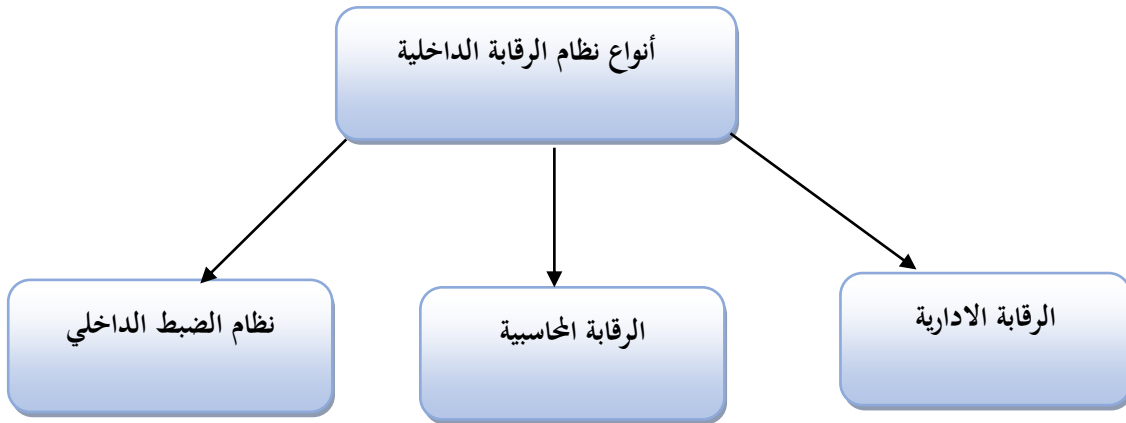 أنواع نظام الرقابة الداخلية
الرقابة الادارية
الرقابة المحاسبية
نظام الضبط الداخلي